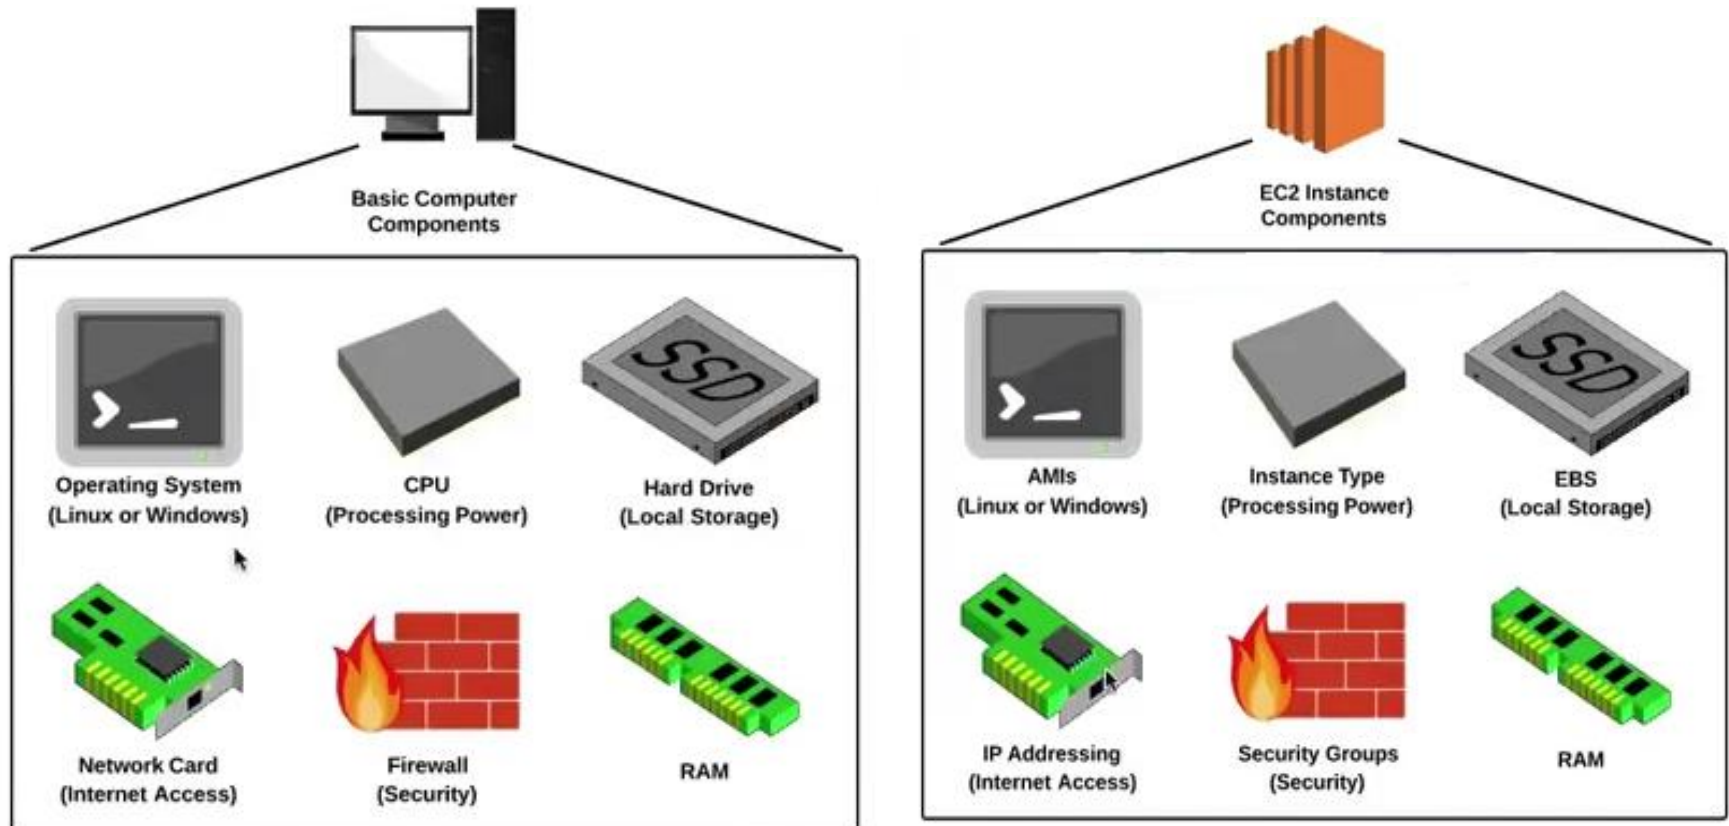 Basic Computer
Components
SSD
Operating System
(Linux or Windows)
CPU
(Processing Power)
Hard Drive
(Local Storage)
Network Card
(Internet Access)
Firewall
(Security)
RAM
EC2 Instance
Components
SSD
AMIs
(Linux or Windows)
Instance Type
(Processing Power)
EBS
(Local Storage)
IP Addressing
(Internet Access)
Security Groups
(Security)
RAM